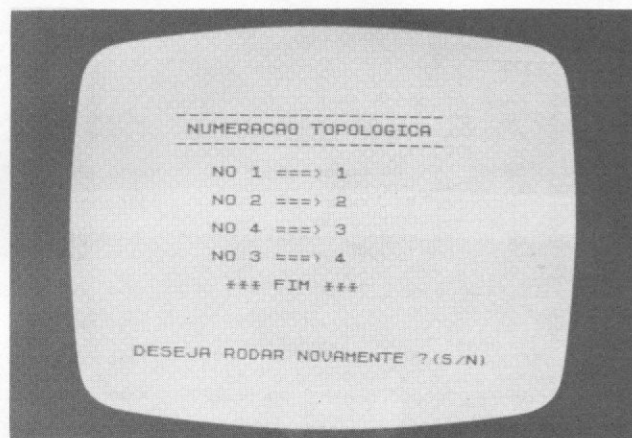 ----------------------
NUMERACAO TOPOLOGICA
----------------------
NO 1 ===> 1
NO 2 ===> 2
NO 4 ===> 3
NO 3 ===> 4
*** FIM ***
DESEJA RODAR NOVAMENTE ?(S/N)